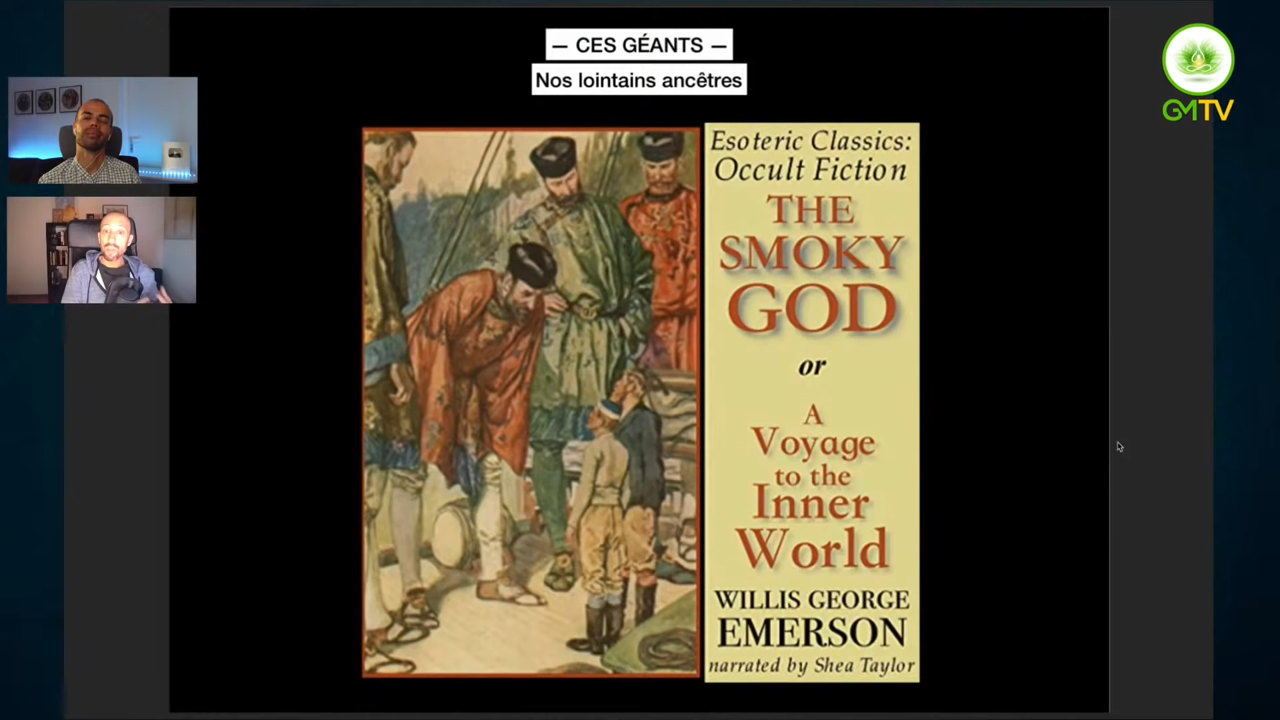 — CES GÉANTS —
Nos lointains ancêtres
GMTV
Esoteric Classics:
Occult Fiction
THE
SMOKY
GOD
or
A
Voyage
to the
Inner
World
WILLIS GEORGE
EMERSON
narrated by Shea Taylor